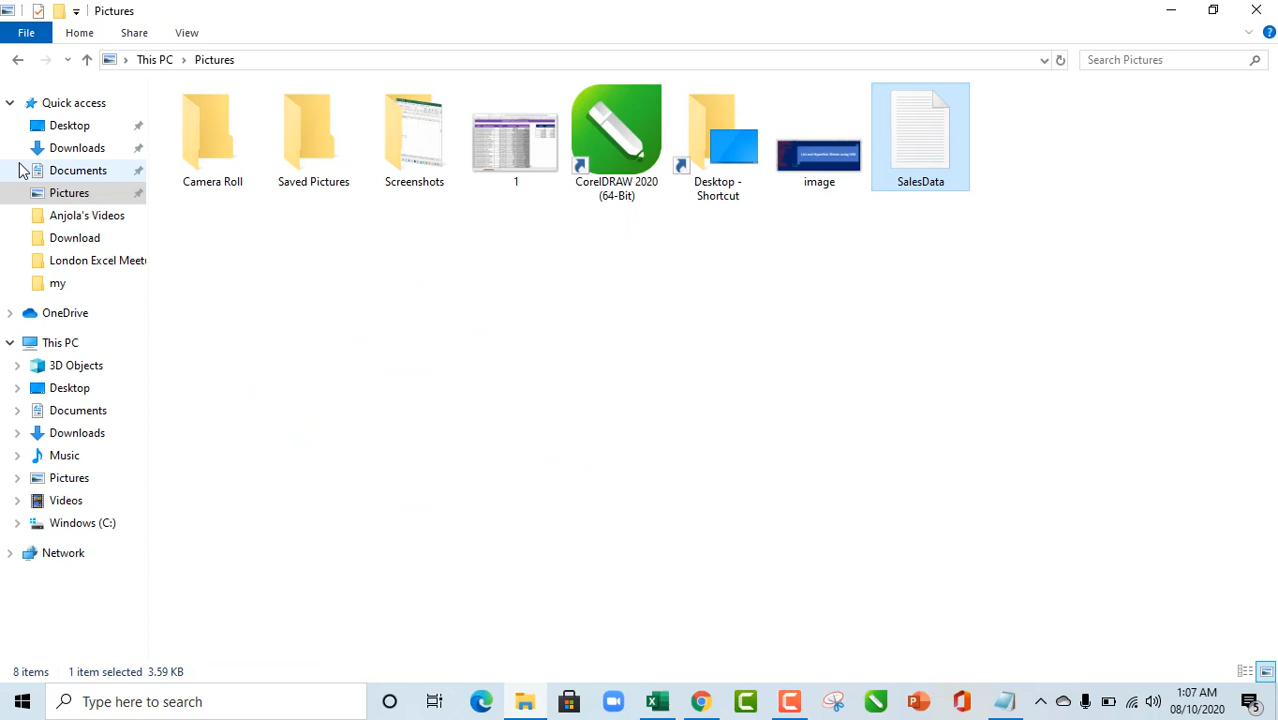 Pictures
File Home Share View
This PC Pictures
Search Pictures
Quick access
Desktop
Downloads
Documents
Pictures
Anjola's Videos
Download
London Excel Meetu
my
OneDrive
This PC
3D Objects
Desktop
Documents
Downloads
Music
Pictures
Videos
Windows (C:)
Network
Camera Roll
Saved Pictures
Screenshots
1
CorelDRAW 2020
(64-Bit)
Desktop -
Shortcut
image
SalesData
8 items 1 item selected 3.59 KB
Type here to search
1:07 AM
08/10/2020
5